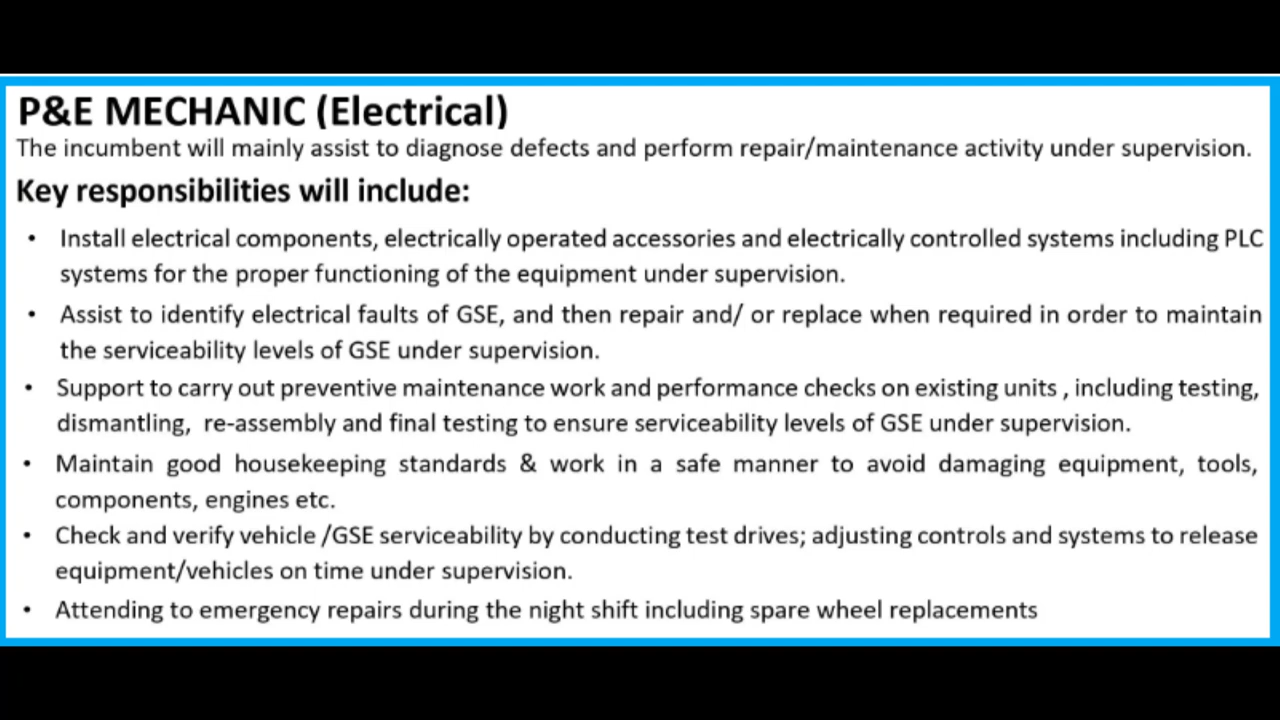 P&E MECHANIC (Electrical)
The incumbent will mainly assist to diagnose defects and perform repair/maintenance activity under supervision.
Key responsibilities will include:
• Install electrical components, electrically operated accessories and electrically controlled systems including PLC
systems for the proper functioning of the equipment under supervision.
• Assist to identify electrical faults of GSE, and then repair and/ or replace when required in order to maintain
the serviceability levels of GSE under supervision.
• Support to carry out preventive maintenance work and performance checks on existing units , including testing,
dismantling, re-assembly and final testing to ensure serviceability levels of GSE under supervision.
• Maintain good housekeeping standards & work in a safe manner to avoid damaging equipment, tools,
components, engines etc.
• Check and verify vehicle /GSE serviceability by conducting test drives; adjusting controls and systems to release
equipment/vehicles on time under supervision.
• Attending to emergency repairs during the night shift including spare wheel replacements